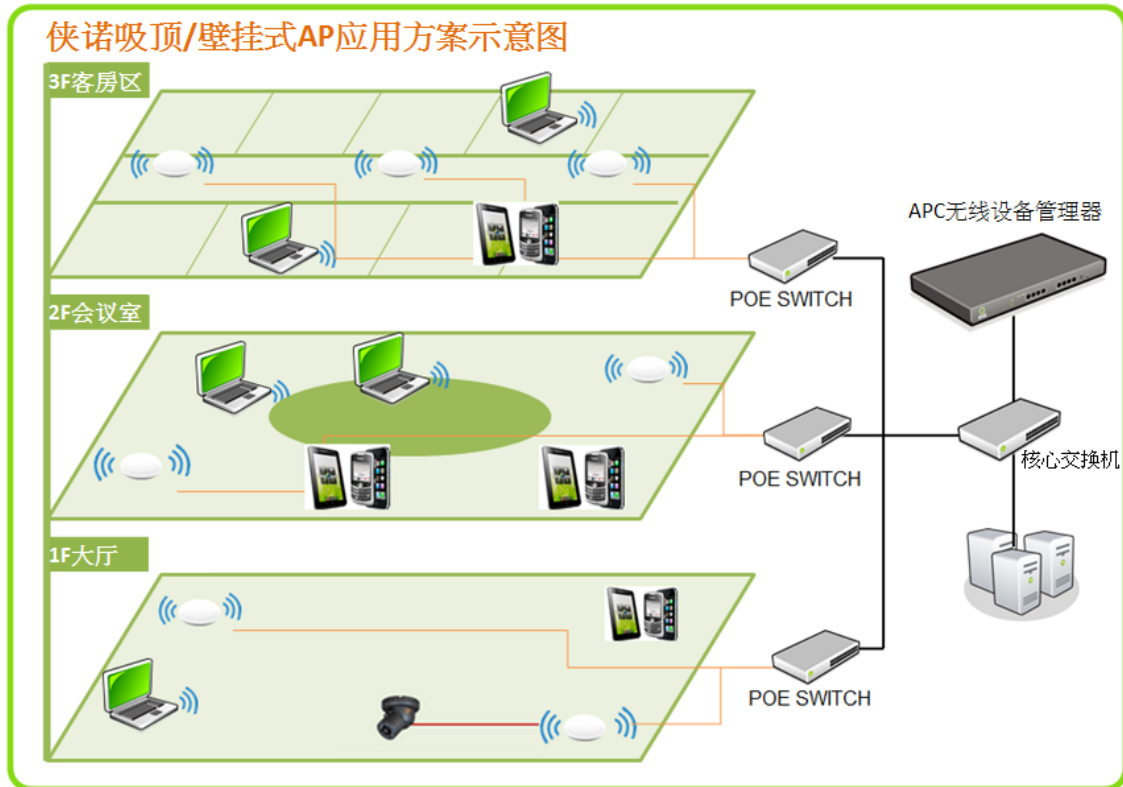 侠诺吸顶/壁挂式AP应用方案示意图
3F客房区
APC无线设备管理器
POE SWITCH
2F会议室
核心交换机
POE SWITCH
1F大厅
POE SWITCH